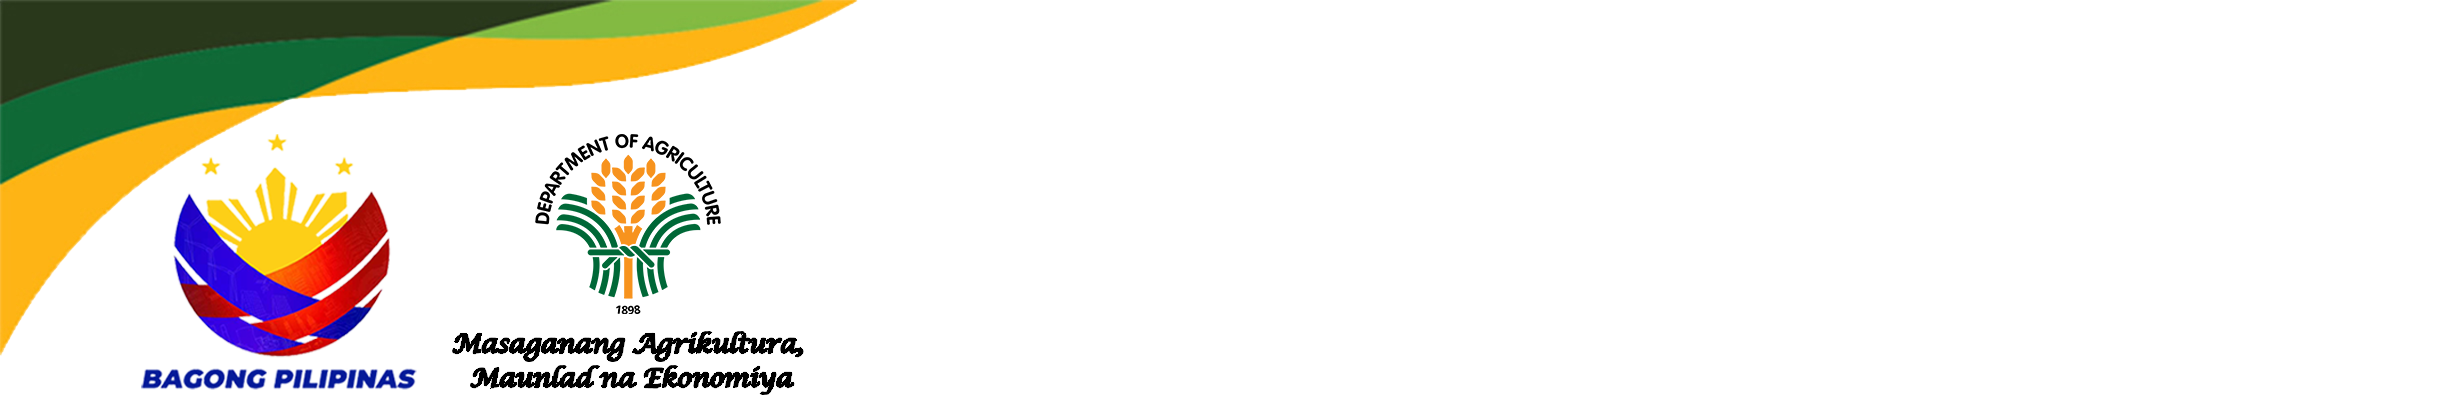 DEPARTMENT OF AGRICULTURE
1898
Masaganang Agrikultura,
Maunlad na Ekonomiya
BAGONG PILIPINAS